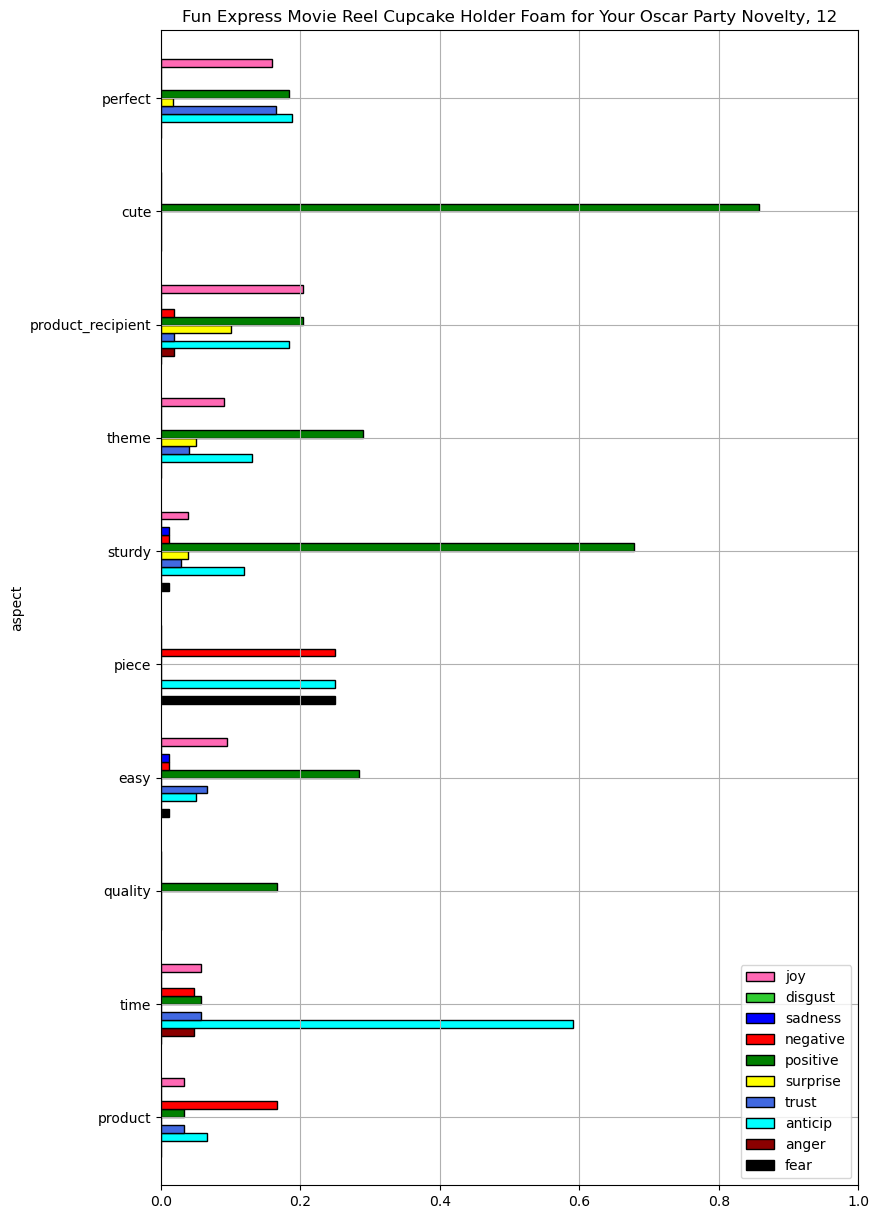 Fun Express Movie Reel Cupcake Holder Foam for Your Oscar Party Novelty, 12
aspect
perfect
cute
product_recipient
theme
sturdy
piece
easy
quality
time
product
joy
disgust
sadness
negative
positive
surprise
trust
anticip
anger
fear
0.0 0.2 0.4 0.6 0.8 1.0